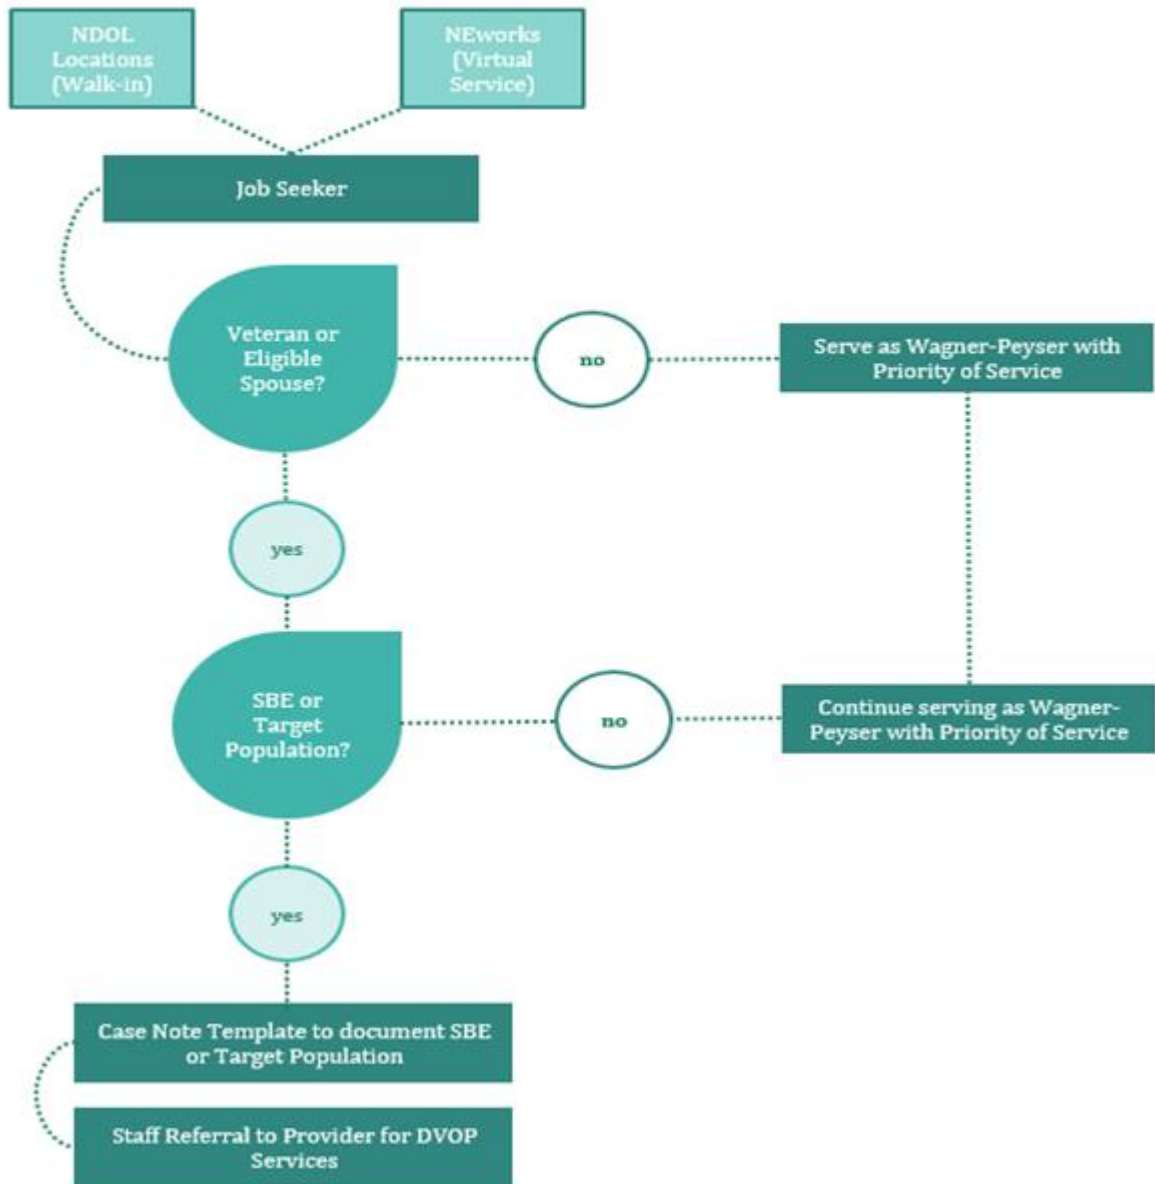 NDOL
Locations
(Walk-in)
NEworks
(Virtual
Service)
Job Seeker
Veteran or
Eligible
Spouse?
no
Serve as Wagner-Peyser with
Priority of Service
yes
SBE or
Target
Population?
no
Continue serving as Wagner-
Peyser with Priority of Service
yes
Case Note Template to document SBE
or Target Population
Staff Referral to Provider for DVOP
Services